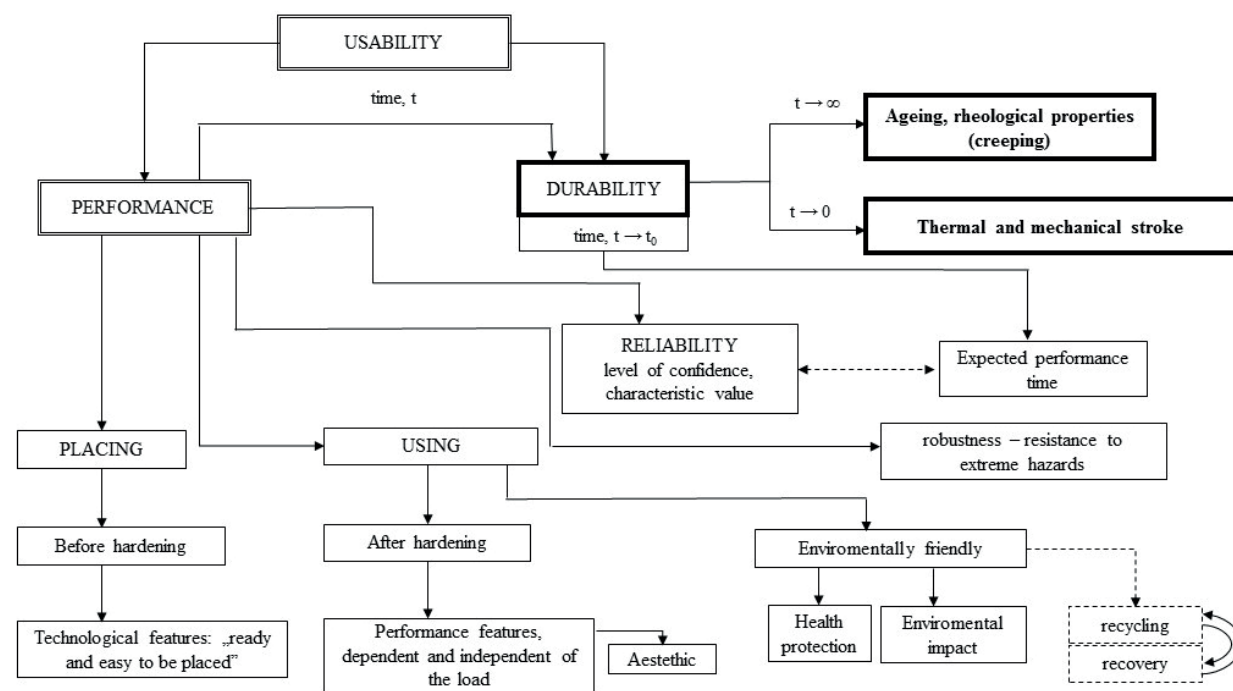 USABILITY
time, t
t → ∞
Ageing, rheological properties
(creeping)
DURABILITY
PERFORMANCE
t → 0
Thermal and mechanical stroke
time, t → t₀
RELIABILITY
level of confidence,
characteristic value
Expected performance
time
PLACING
USING
robustness – resistance to
extreme hazards
Before hardening
After hardening
Enviromentally friendly
Health
protection
Enviromental
impact
Technological features: „ready
and easy to be placed”
Performance features,
dependent and independent of
the load
Aestethic
recycling
recovery